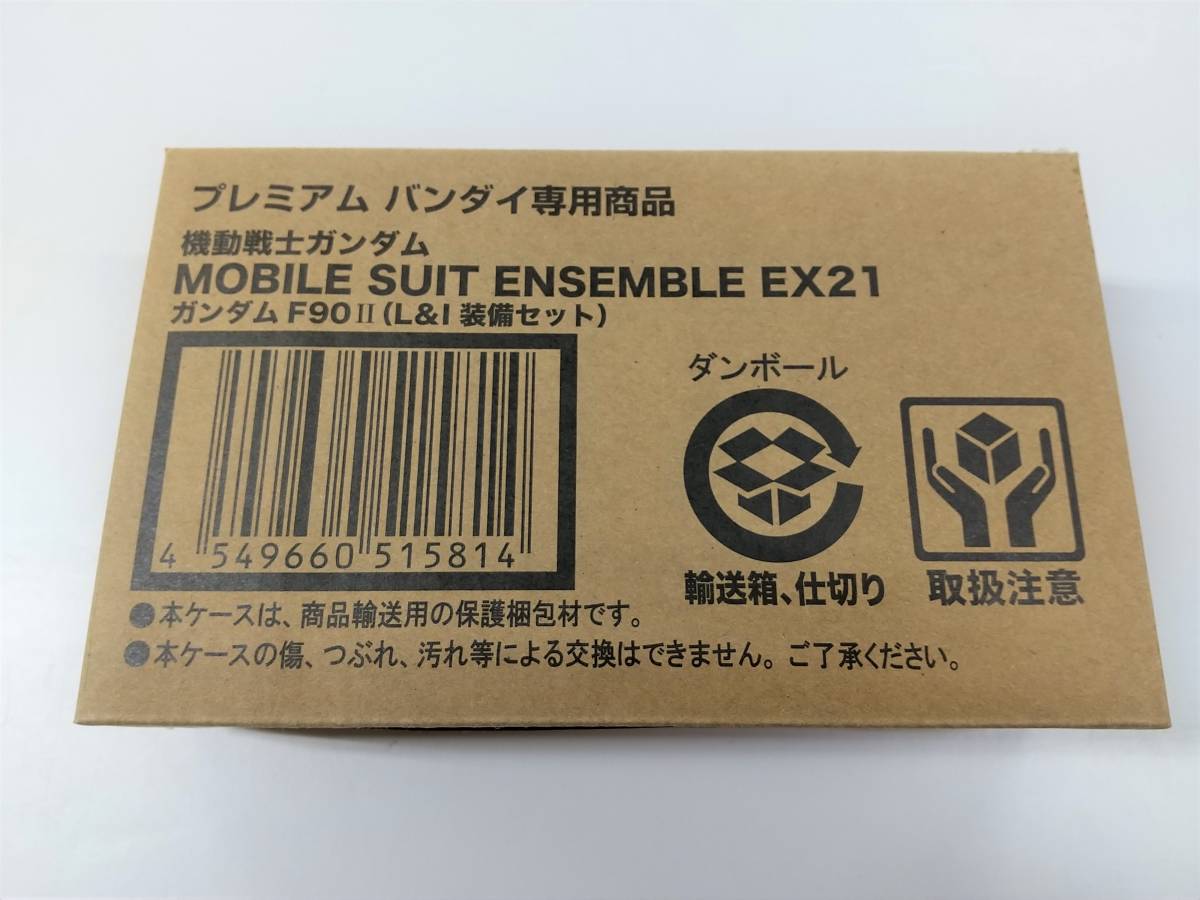 プレミアム バンダイ専用商品
機動戦士ガンダム
MOBILE SUIT ENSEMBLE EX21
ガンダム F90Ⅱ(L&I 装備セット)
4 549660 515814
ダンボール
輸送箱、仕切り
取扱注意
●本ケースは、商品輸送用の保護梱包材です。
●本ケースの傷、つぶれ、汚れ等による交換はできません。ご了承ください。